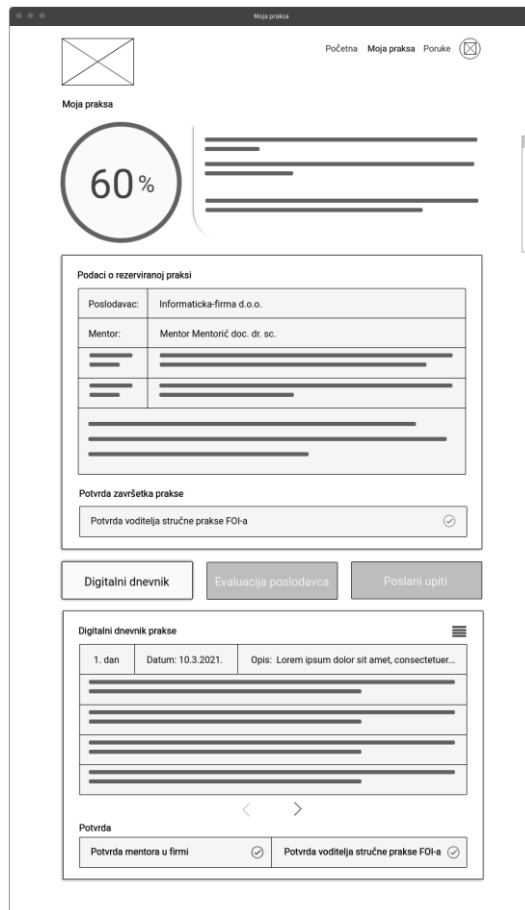 Moja praksa
Početna Moja praksa Poruke
Moja praksa
60%
Podaci o rezerviranoj praksi
Poslodavac: Informaticka-firma d.o.o.
Mentor: Mentor Mentorić doc. dr. sc.
Potvrda završetka prakse
Potvrda voditelja stručne prakse FOI-a
Digitalni dnevnik Evaluacija poslodavca Poslani upiti
Digitalni dnevnik prakse
1. dan Datum: 10.3.2021. Opis: Lorem ipsum dolor sit amet, consectetuer...
Potvrda
Potvrda mentora u firmi Potvrda voditelja stručne prakse FOI-a